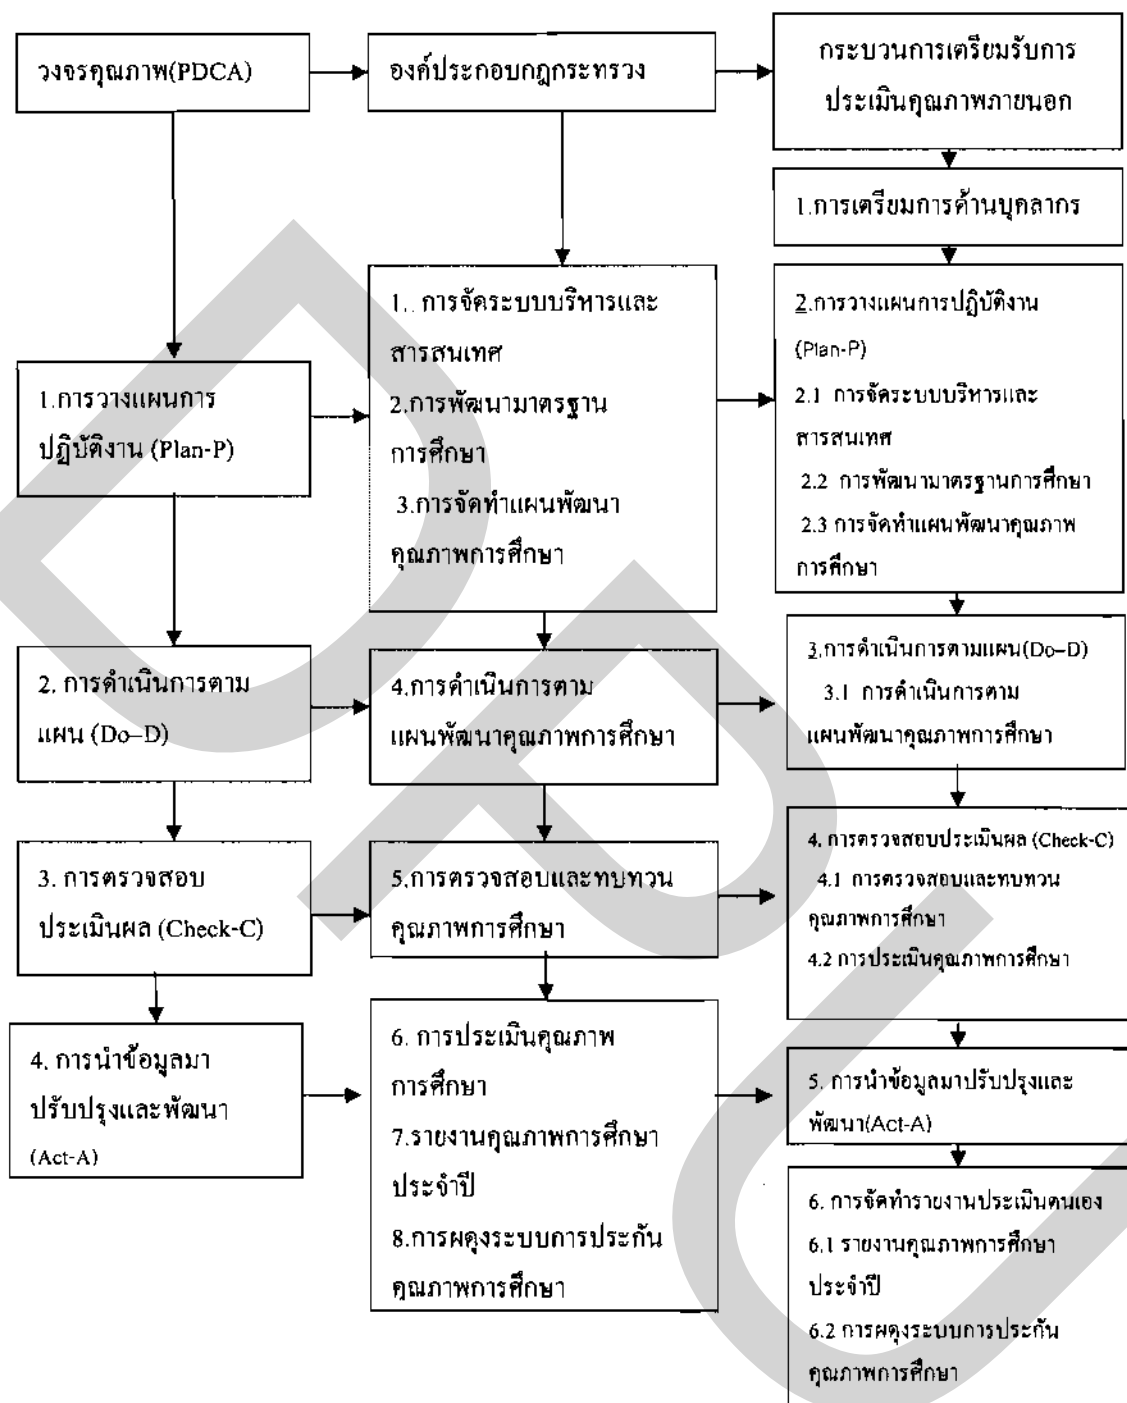 วงจรคุณภาพ(PDCA)
องค์ประกอบกฎกระทรวง
กระบวนการเตรียมรับการ
ประเมินคุณภาพภายนอก
1.การเตรียมการด้านบุคลากร
1.การวางแผนการ
ปฏิบัติงาน (Plan-P)
1.. การจัดระบบบริหารและ
สารสนเทศ
2.การพัฒนามาตรฐาน
การศึกษา
3.การจัดทำแผนพัฒนา
คุณภาพการศึกษา
2.การวางแผนการปฏิบัติงาน
(Plan-P)
2.1 การจัดระบบบริหารและ
สารสนเทศ
2.2 การพัฒนามาตรฐานการศึกษา
2.3 การจัดทำแผนพัฒนาคุณภาพ
การศึกษา
2. การดำเนินการตาม
แผน (Do–D)
4.การดำเนินการตาม
แผนพัฒนาคุณภาพการศึกษา
3.การดำเนินการตามแผน(Do–D)
3.1 การดำเนินการตาม
แผนพัฒนาคุณภาพการศึกษา
3. การตรวจสอบ
ประเมินผล (Check-C)
5.การตรวจสอบและทบทวน
คุณภาพการศึกษา
4. การตรวจสอบประเมินผล (Check-C)
4.1 การตรวจสอบและทบทวน
คุณภาพการศึกษา
4.2 การประเมินคุณภาพการศึกษา
4. การนำข้อมูลมา
ปรับปรุงและพัฒนา
(Act-A)
6. การประเมินคุณภาพ
การศึกษา
7.รายงานคุณภาพการศึกษา
ประจำปี
8.การผดุงระบบการประกัน
คุณภาพการศึกษา
5. การนำข้อมูลมาปรับปรุงและ
พัฒนา(Act-A)
6. การจัดทำรายงานประเมินตนเอง
6.1 รายงานคุณภาพการศึกษา
ประจำปี
6.2 การผดุงระบบการประกัน
คุณภาพการศึกษา
DPU